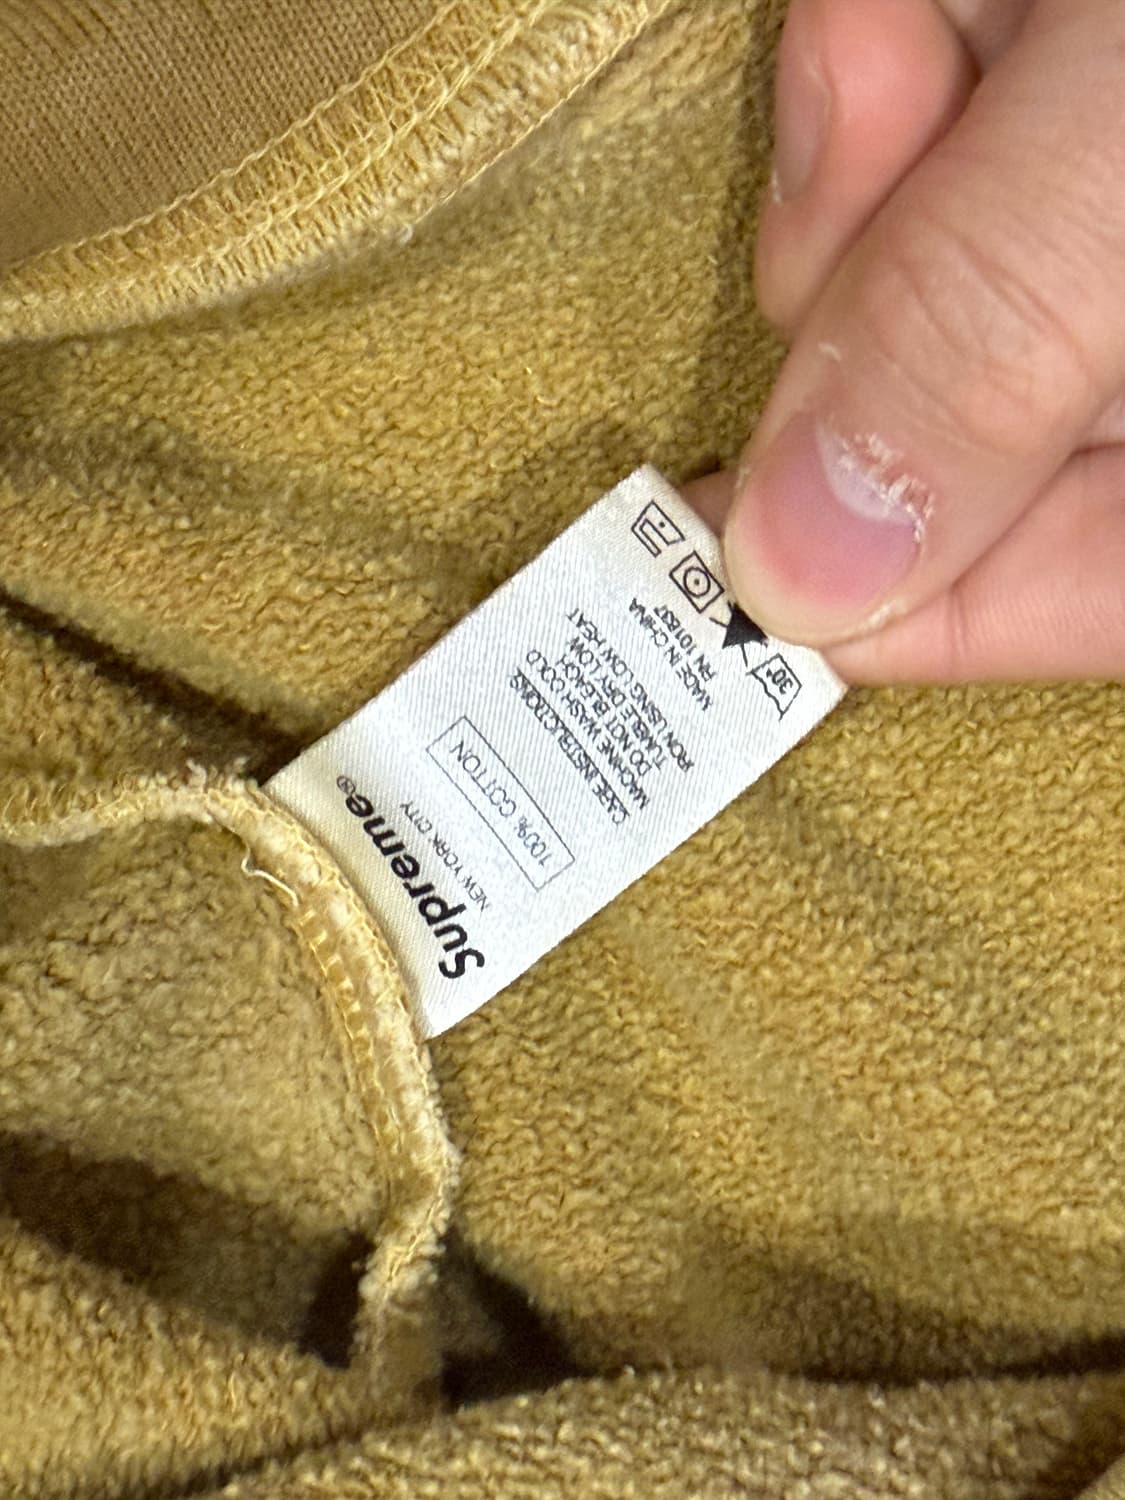 Supreme®
NEW YORK CITY
100% COTTON
CARE INSTRUCTIONS:
MACHINE WASH COLD
DO NOT BLEACH
TUMBLE DRY LOW
IRON USING LOW HEAT
MADE IN CHINA
RN 101837
30°